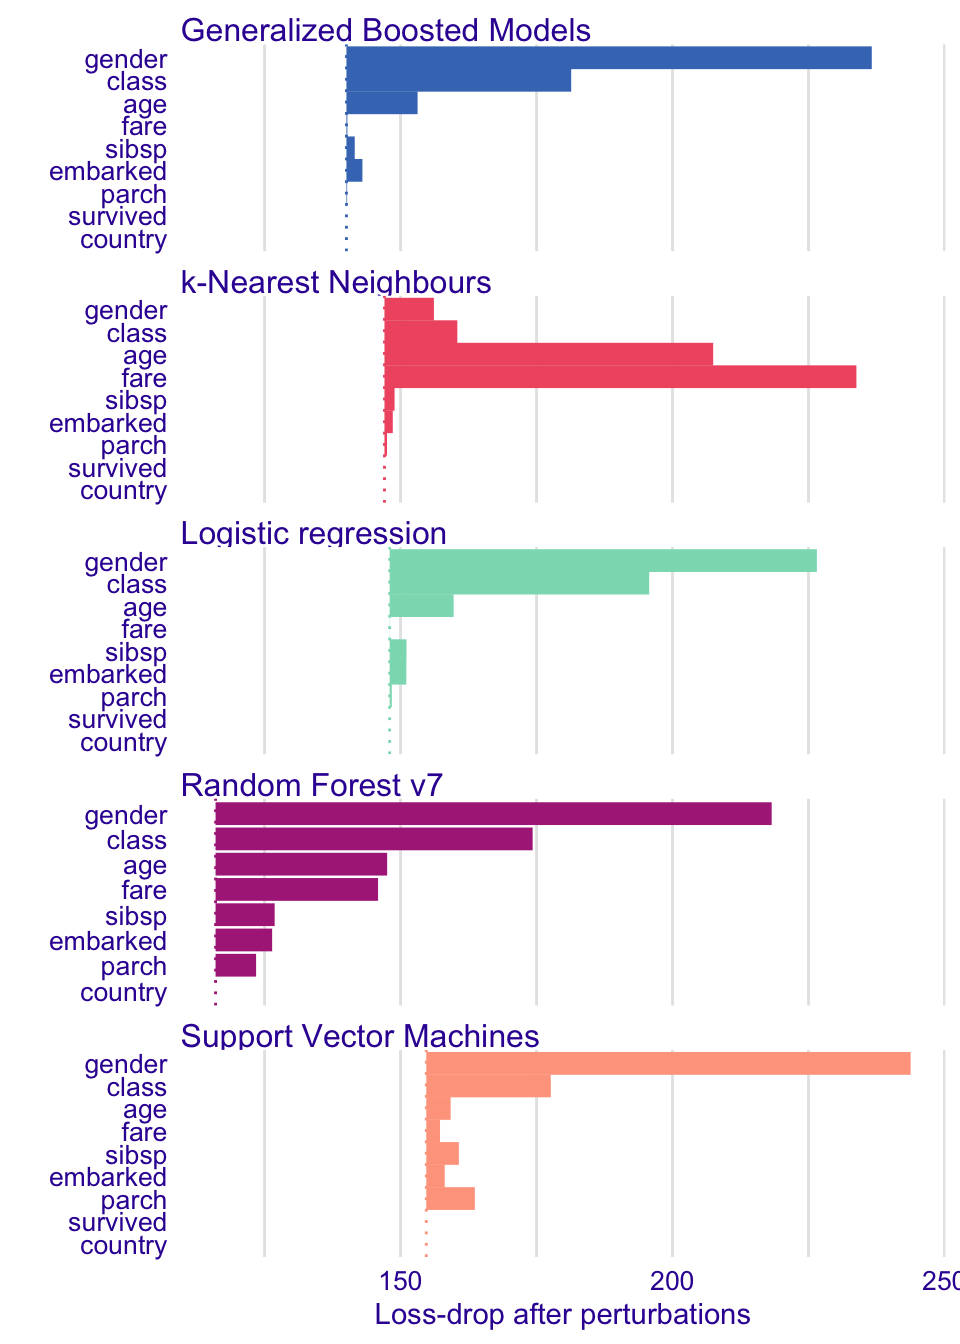 Generalized Boosted Models
gender
class
age
fare
sibsp
embarked
parch
survived
country
k-Nearest Neighbours
gender
class
age
fare
sibsp
embarked
parch
survived
country
Logistic regression
gender
class
age
fare
sibsp
embarked
parch
survived
country
Random Forest v7
gender
class
age
fare
sibsp
embarked
parch
country
Support Vector Machines
gender
class
age
fare
sibsp
embarked
parch
survived
country
150 200 250
Loss-drop after perturbations